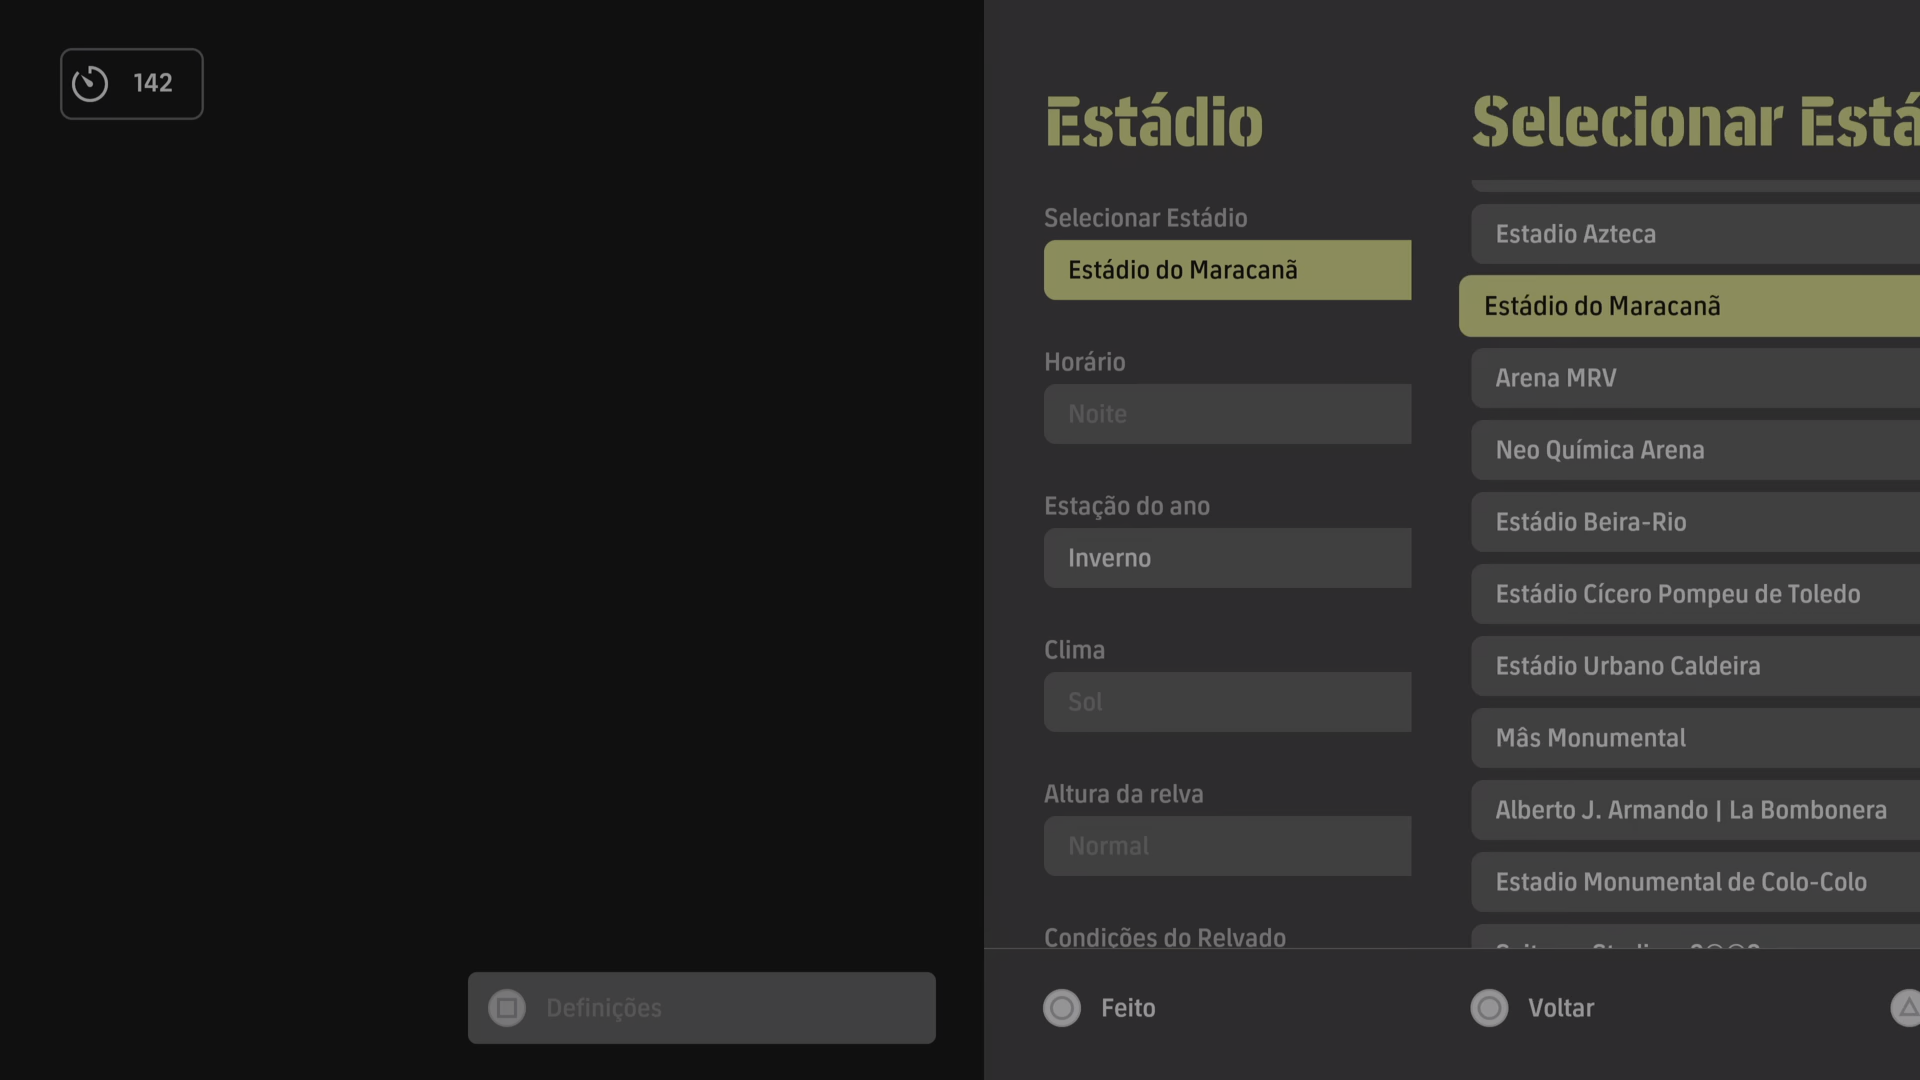 142
Estádio
Selecionar Estádio
Estádio do Maracanã
Horário
Noite
Estação do ano
Inverno
Clima
Sol
Altura da relva
Normal
Condições do Relvado
Selecionar Está
Estadio Azteca
Estádio do Maracanã
Arena MRV
Neo Química Arena
Estádio Beira-Rio
Estádio Cícero Pompeu de Toledo
Estádio Urbano Caldeira
Mâs Monumental
Alberto J. Armando | La Bombonera
Estadio Monumental de Colo-Colo
Definições
Feito
Voltar